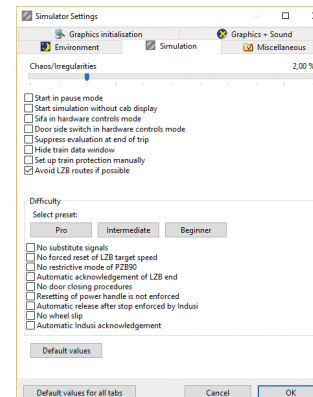 Simulator Settings
Graphics initialisation
Graphics + Sound
Environment
Simulation
Miscellaneous
Chaos/Irregularities
2,00 %
Start in pause mode
Start simulation without cab display
Sifa in hardware controls mode
Door side switch in hardware controls mode
Suppress evaluation at end of trip
Hide train data window
Set up train protection manually
Avoid LZB routes if possible
Difficulty
Select preset:
Pro
Intermediate
Beginner
No substitute signals
No forced reset of LZB target speed
No restrictive mode of PZB90
Automatic acknowledgement of LZB end
No door closing procedures
Resetting of power handle is not enforced
Automatic release after stop enforced by Indusi
No wheel slip
Automatic Indusi acknowledgement
Default values
Default values for all tabs
Cancel
OK